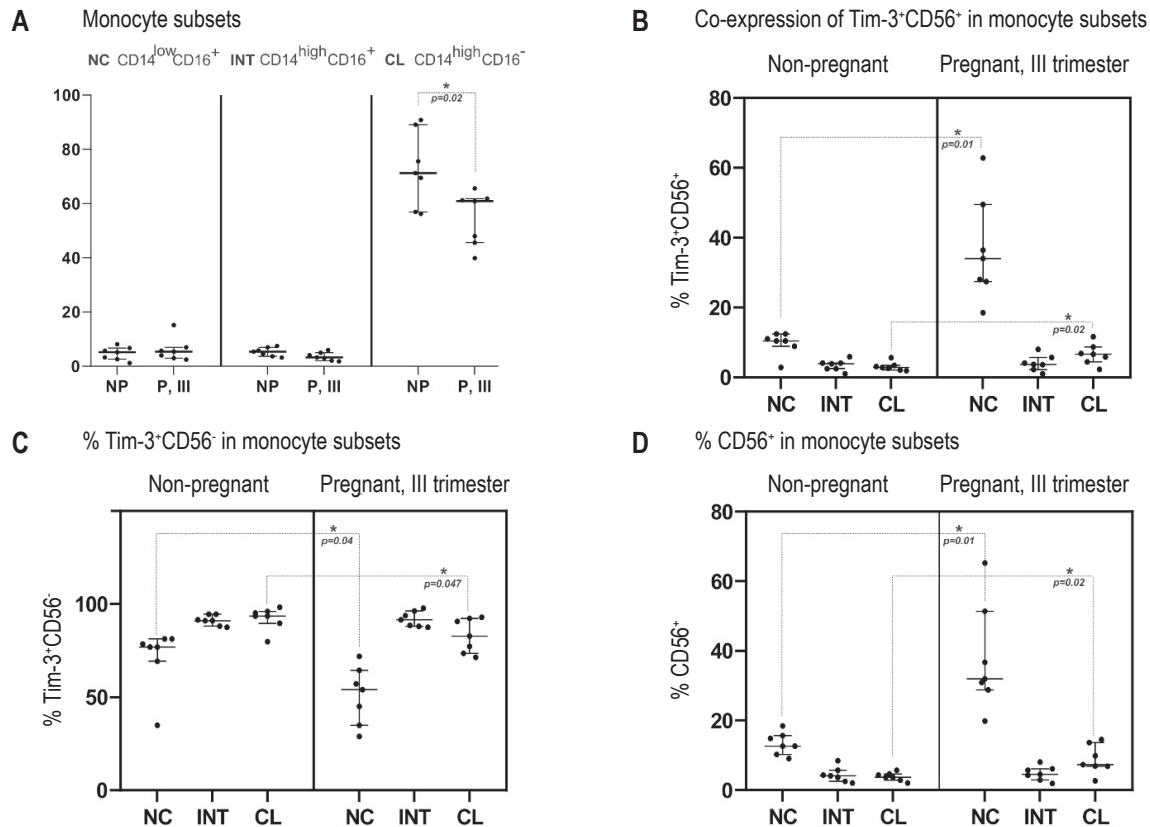 A Monocyte subsets
NC CD14lowCD16+ INT CD14highCD16+ CL CD14highCD16-
100
80
60
40
20
0
*
p=0.02
NP P, III NP P, III NP P, III
B Co-expression of Tim-3+CD56+ in monocyte subsets
Non-pregnant Pregnant, III trimester
% Tim-3+CD56+
80
60
40
20
0
*
p=0.01
*
p=0.02
NC INT CL NC INT CL
C % Tim-3+CD56- in monocyte subsets
Non-pregnant Pregnant, III trimester
% Tim-3+CD56-
100
50
0
*
p=0.04
*
p=0.047
NC INT CL NC INT CL
D % CD56+ in monocyte subsets
Non-pregnant Pregnant, III trimester
% CD56+
80
60
40
20
0
*
p=0.01
*
p=0.02
NC INT CL NC INT CL